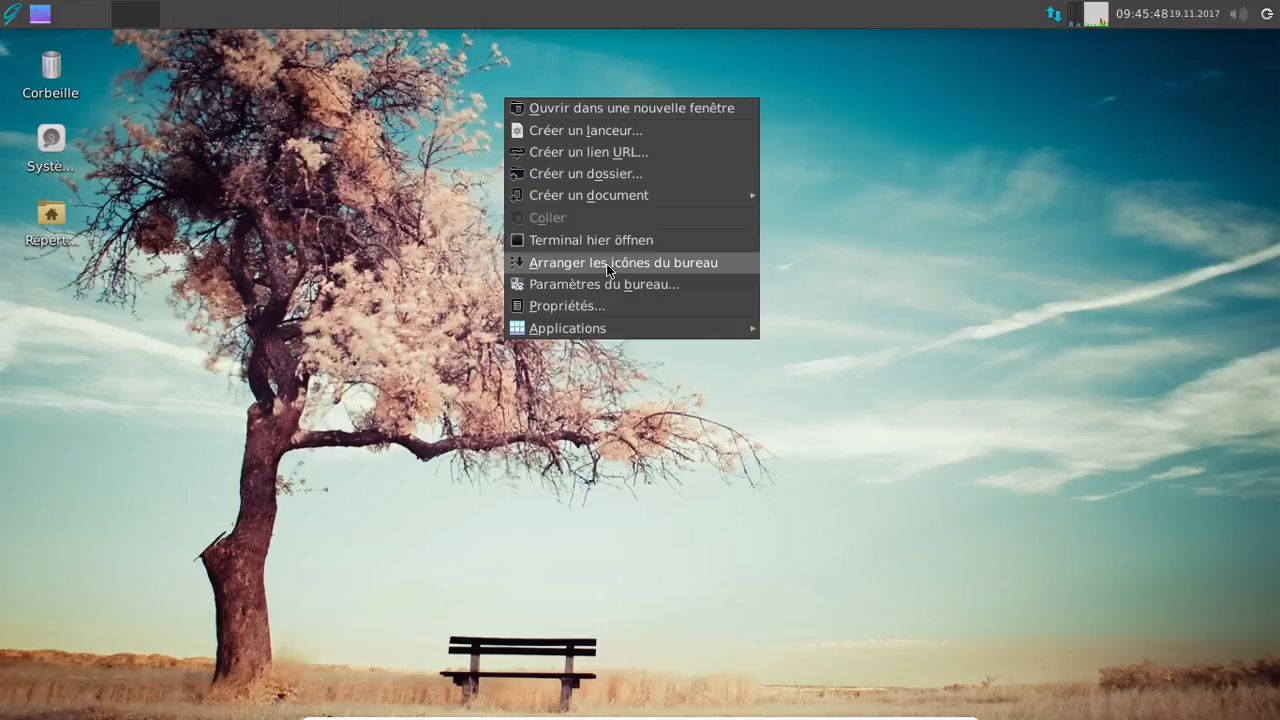 09:45:48 19.11.2017
Corbeille
Systè...
Répert...
Ouvrir dans une nouvelle fenêtre
Créer un lanceur...
Créer un lien URL...
Créer un dossier...
Créer un document
Coller
Terminal hier öffnen
Arranger les icônes du bureau
Paramètres du bureau...
Propriétés...
Applications